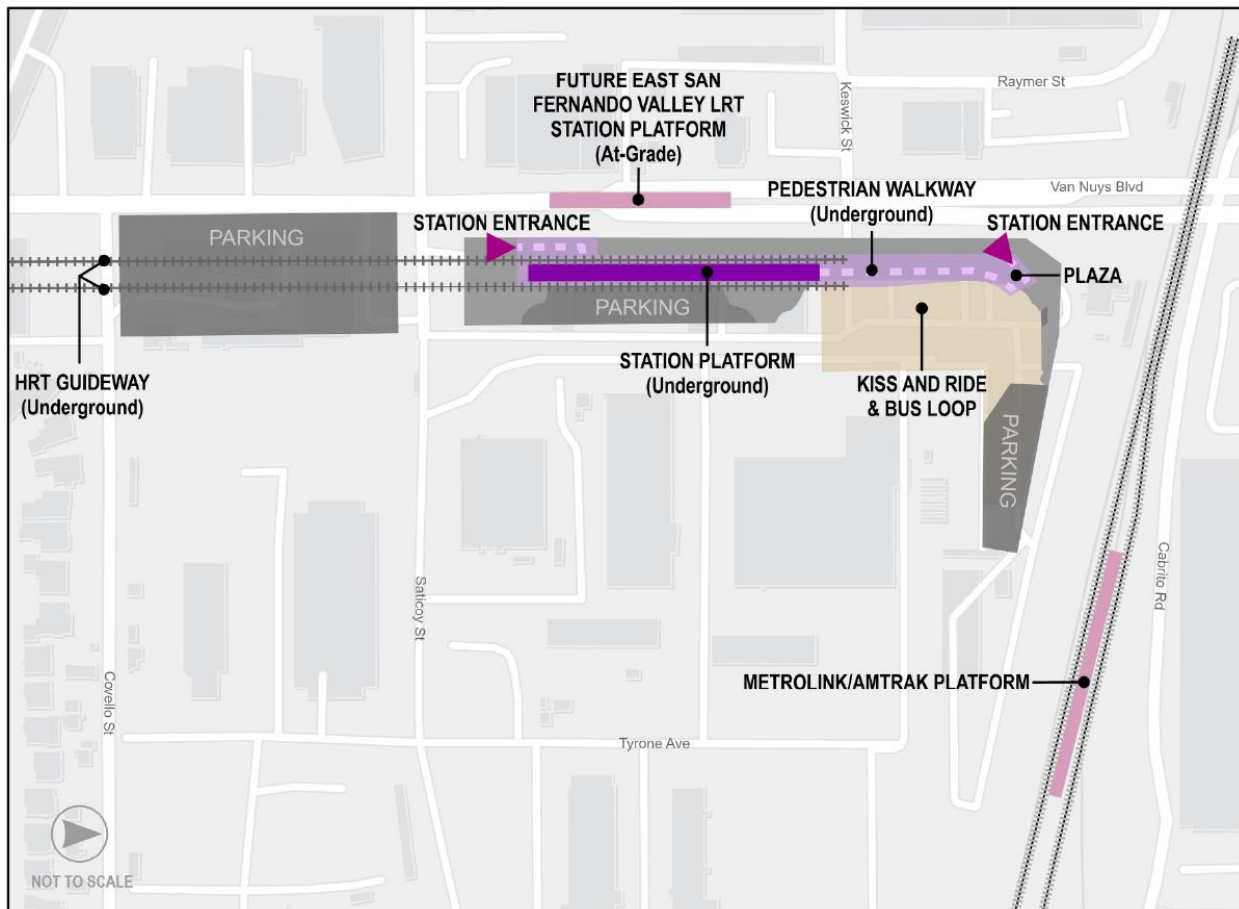 Raymer St
FUTURE EAST SAN
FERNANDO VALLEY LRT
STATION PLATFORM
(At-Grade)
Keswick St
Van Nuys Blvd
PEDESTRIAN WALKWAY
(Underground)
STATION ENTRANCE
STATION ENTRANCE
PARKING
PLAZA
PARKING
HRT GUIDEWAY
(Underground)
STATION PLATFORM
(Underground)
KISS AND RIDE
& BUS LOOP
PARKING
Saticoy St
Cabrito Rd
Covello St
METROLINK/AMTRAK PLATFORM
Tyrone Ave
NOT TO SCALE